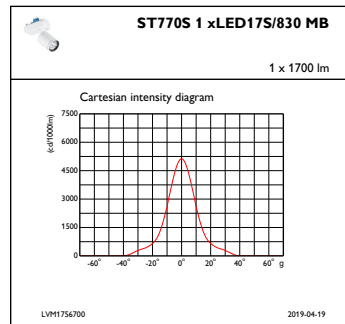 ST770S 1 xLED17S/830 MB
1 x 1700 lm
Cartesian intensity diagram
(cd/1000lm)
7500
6000
4500
3000
1500
0
-60° -40° -20° 0° 20° 40° 60° g
LVM1756700 2019-04-19